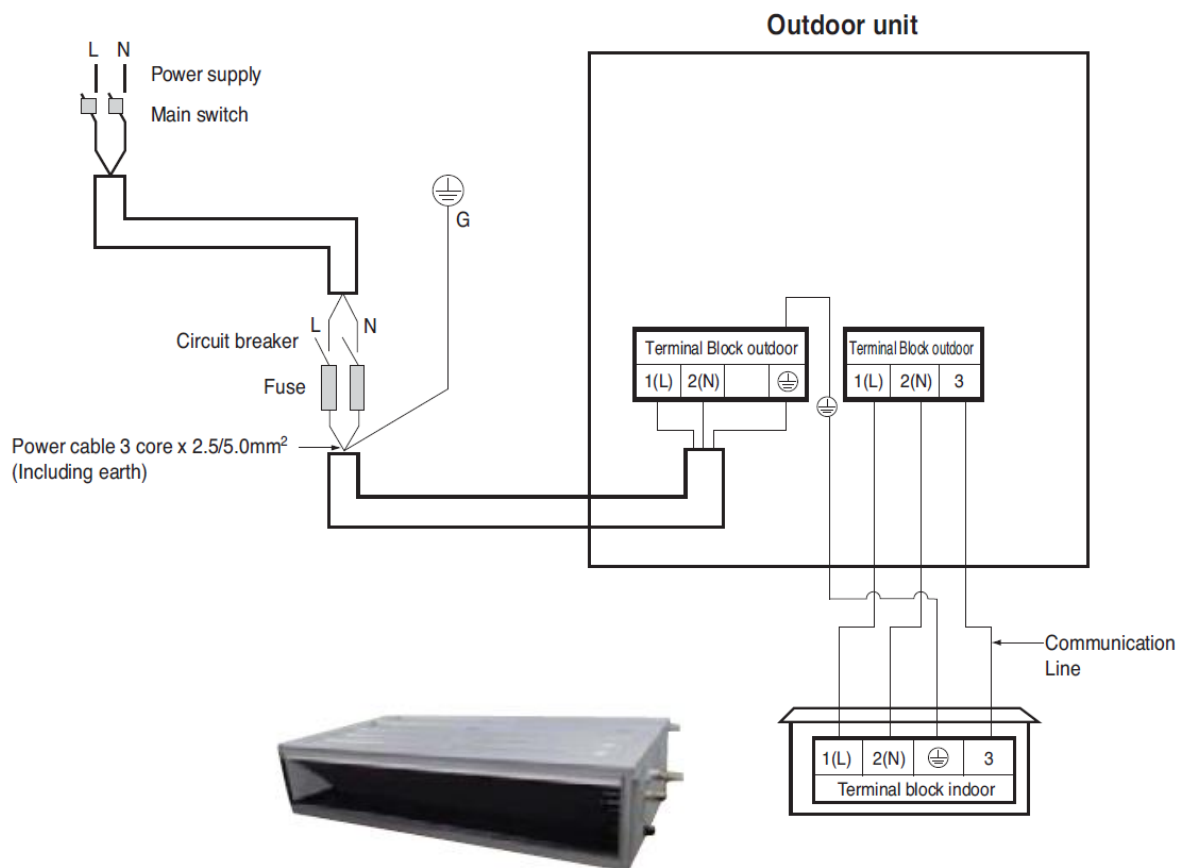 Outdoor unit
L N
Power supply
Main switch
G
L N
Circuit breaker
Fuse
Power cable 3 core x 2.5/5.0mm²
(Including earth)
Terminal Block outdoor
1(L) 2(N)
Terminal Block outdoor
1(L) 2(N) 3
Communication
Line
1(L) 2(N) 3
Terminal block indoor